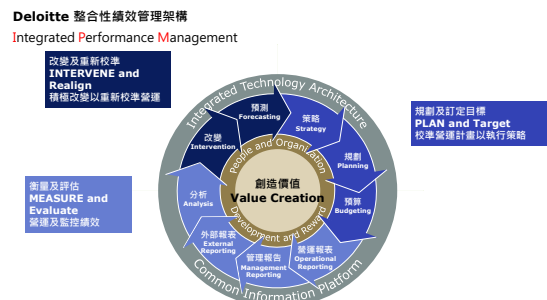 Deloitte 整合性績效管理架構
Integrated Performance Management
改變及重新校準
INTERVENE and
Realign
積極改變以重新校準營運
規劃及訂定目標
PLAN and Target
校準營運計畫以執行策略
衡量及評估
MEASURE and
Evaluate
營運及監控績效
Integrated Technology Architecture
預測
Forecasting
策略
Strategy
規劃
Planning
預算
Budgeting
營運報表
Operational
Reporting
管理報告
Management
Reporting
外部報表
External
Reporting
分析
Analysis
改變
Intervention
People and Organization
創造價值
Value Creation
Development and Reward
Common Information Platform